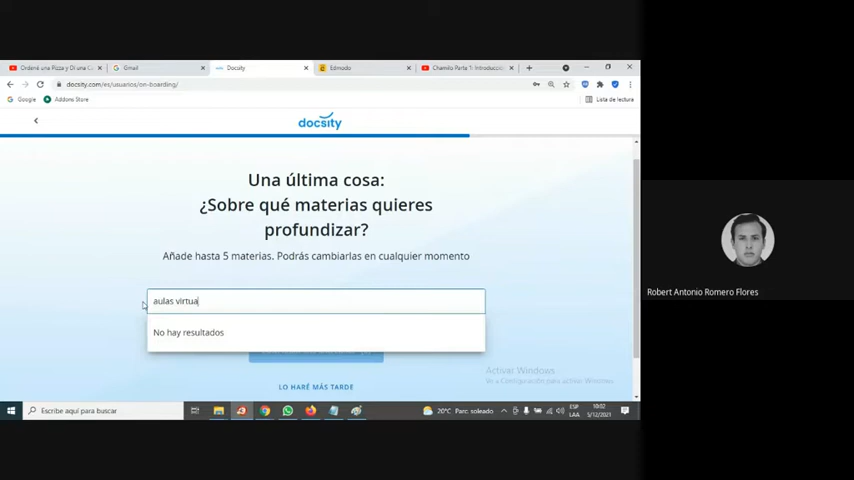 Ordené una Pizza y Di una C
Gmail
Docsity
Edmodo
Chamilo Parte 1: Introducci
docsity.com/es/usuarios/on-boarding/
Google
Addons Store
Lista de lectura
docsity
Una última cosa:
¿Sobre qué materias quieres
profundizar?
Añade hasta 5 materias. Podrás cambiarlas en cualquier momento
aulas virtua
No hay resultados
LO HARÉ MÁS TARDE
Activar Windows
Ve a Configuración para activar Windows.
Escribe aquí para buscar
20°C Parc. soleado
ESP
LAA
10:02
5/12/2021
Robert Antonio Romero Flores